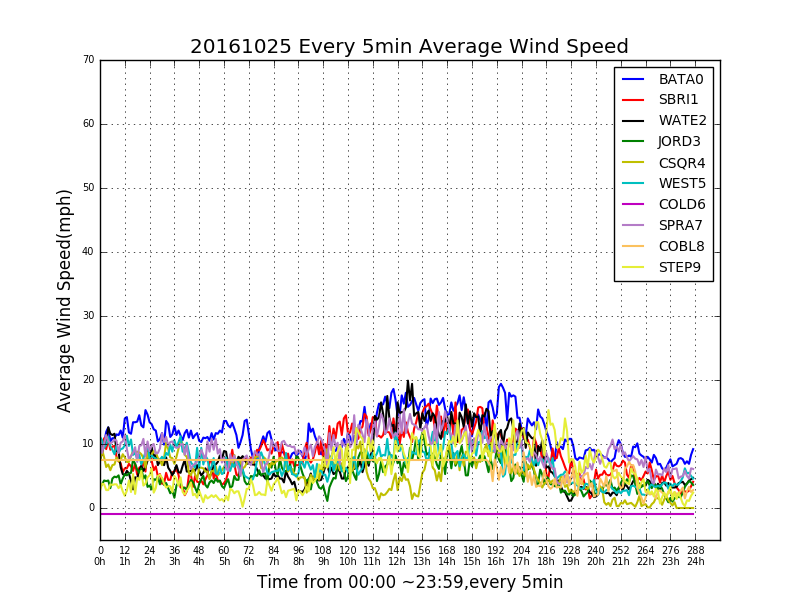 20161025 Every 5min Average Wind Speed
70
60
50
40
30
20
10
0
Average Wind Speed(mph)
BATA0
SBRI1
WATE2
JORD3
CSQR4
WEST5
COLD6
SPRA7
COBL8
STEP9
0 12 24 36 48 60 72 84 96 108 120 132 144 156 168 180 192 204 216 228 240 252 264 276 288
0h 1h 2h 3h 4h 5h 6h 7h 8h 9h 10h 11h 12h 13h 14h 15h 16h 17h 18h 19h 20h 21h 22h 23h 24h
Time from 00:00 ~23:59,every 5min